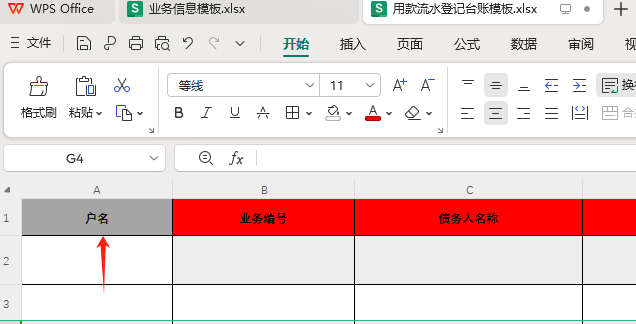 WPS Office
S 业务信息模板.xlsx
S 用款流水登记台账模板.xlsx
文件 开始 插入 页面 公式 数据 审阅
格式刷 粘贴 等线 11 A+ A- 换
B I U A A 合
G4 fx
A B C
1 户名 业务编号 债务人名称
2
3